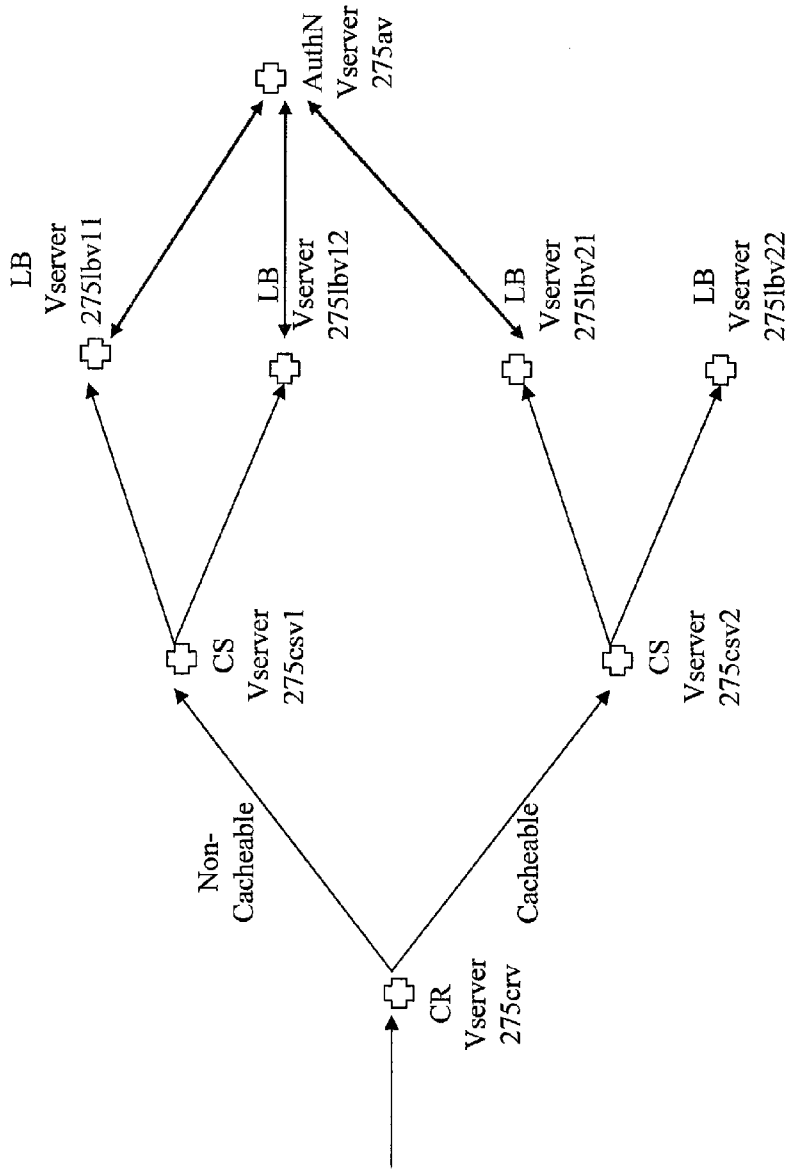 CR
Vserver
275crv
Non-
Cacheable
Cacheable
CS
Vserver
275csv1
CS
Vserver
275csv2
LB
Vserver
275lbv11
LB
Vserver
275lbv12
LB
Vserver
275lbv21
LB
Vserver
275lbv22
AuthN
Vserver
275av